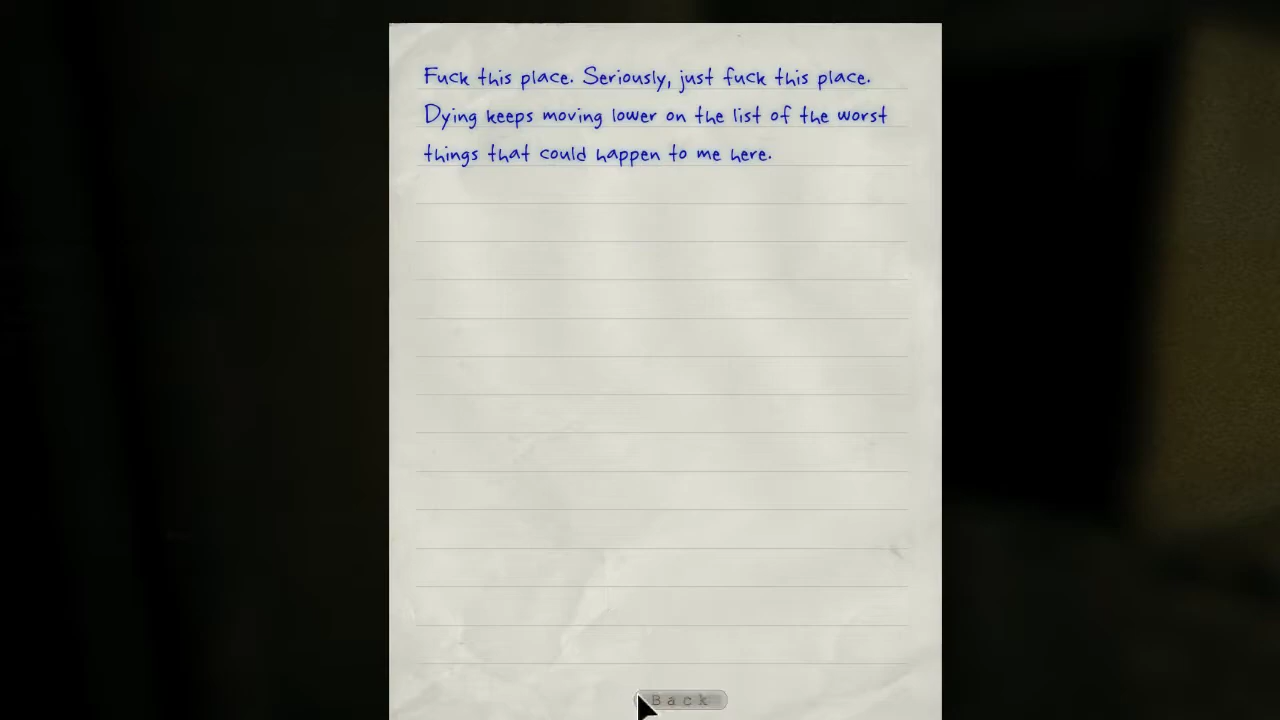 Fuck this place. Seriously, just fuck this place.
Dying keeps moving lower on the list of the worst
things that could happen to me here.
Back